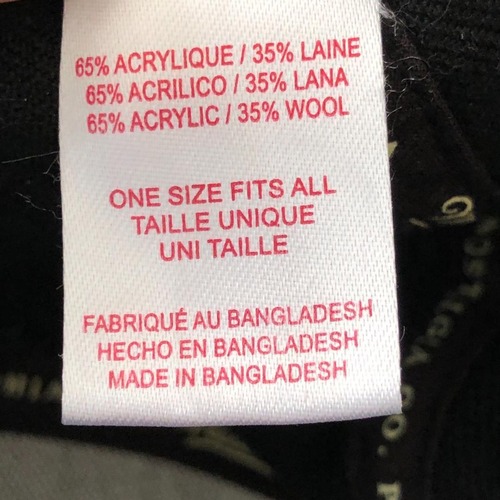 65% ACRYLIQUE / 35% LAINE
65% ACRILICO / 35% LANA
65% ACRYLIC / 35% WOOL
ONE SIZE FITS ALL
TAILLE UNIQUE
UNI TAILLE
FABRIQUÉ AU BANGLADESH
HECHO EN BANGLADESH
MADE IN BANGLADESH